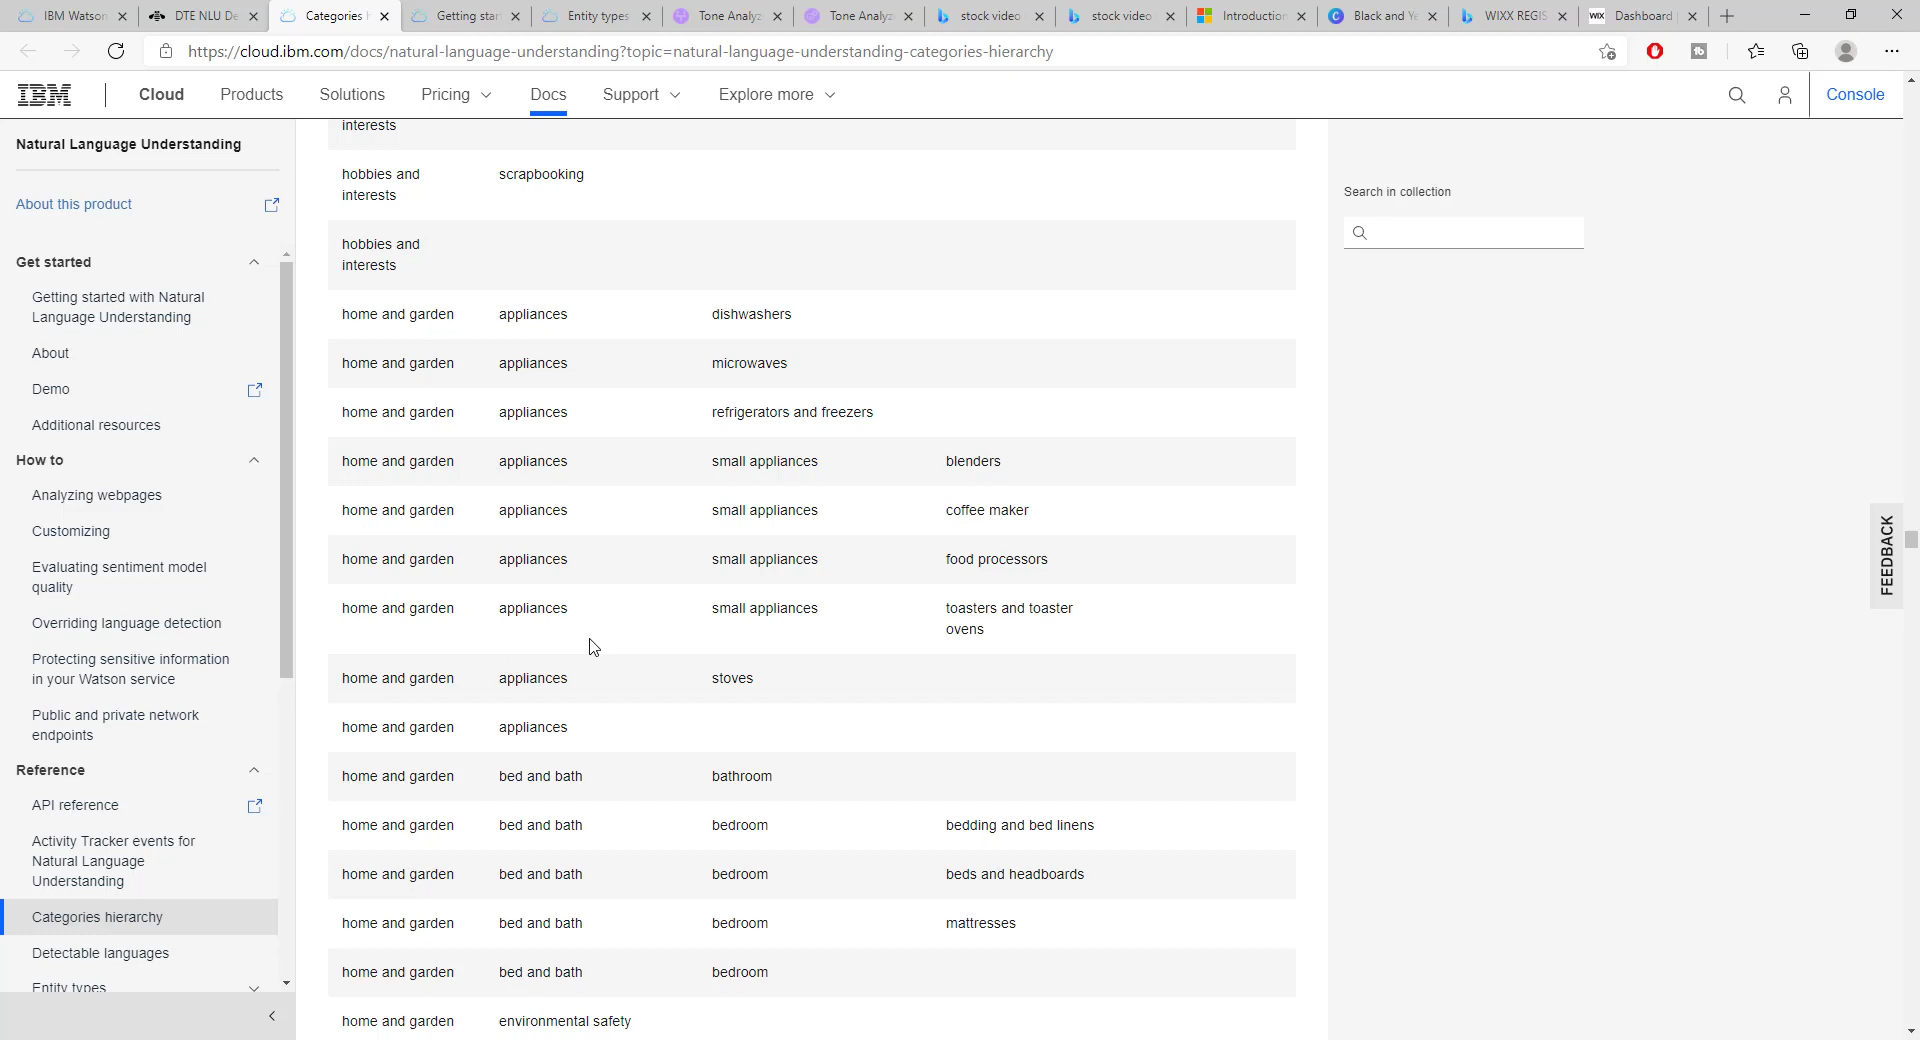 IBM Watson
DTE NLU De
Categories h
Getting star
Entity types
Tone Analyz
Tone Analyz
stock video
stock video
Introduction
Black and Ye
WIXX REGIS
WIX Dashboard
https://cloud.ibm.com/docs/natural-language-understanding?topic=natural-language-understanding-categories-hierarchy
IBM Cloud Products Solutions Pricing Docs Support Explore more Console
Natural Language Understanding
About this product
Get started
Getting started with Natural
Language Understanding
About
Demo
Additional resources
How to
Analyzing webpages
Customizing
Evaluating sentiment model
quality
Overriding language detection
Protecting sensitive information
in your Watson service
Public and private network
endpoints
Reference
API reference
Activity Tracker events for
Natural Language
Understanding
Categories hierarchy
Detectable languages
Entity types
interests
hobbies and scrapbooking
interests
hobbies and
interests
home and garden appliances dishwashers
home and garden appliances microwaves
home and garden appliances refrigerators and freezers
home and garden appliances small appliances blenders
home and garden appliances small appliances coffee maker
home and garden appliances small appliances food processors
home and garden appliances small appliances toasters and toaster
ovens
home and garden appliances stoves
home and garden appliances
home and garden bed and bath bathroom
home and garden bed and bath bedroom bedding and bed linens
home and garden bed and bath bedroom beds and headboards
home and garden bed and bath bedroom mattresses
home and garden bed and bath bedroom
home and garden environmental safety
Search in collection
FEEDBACK